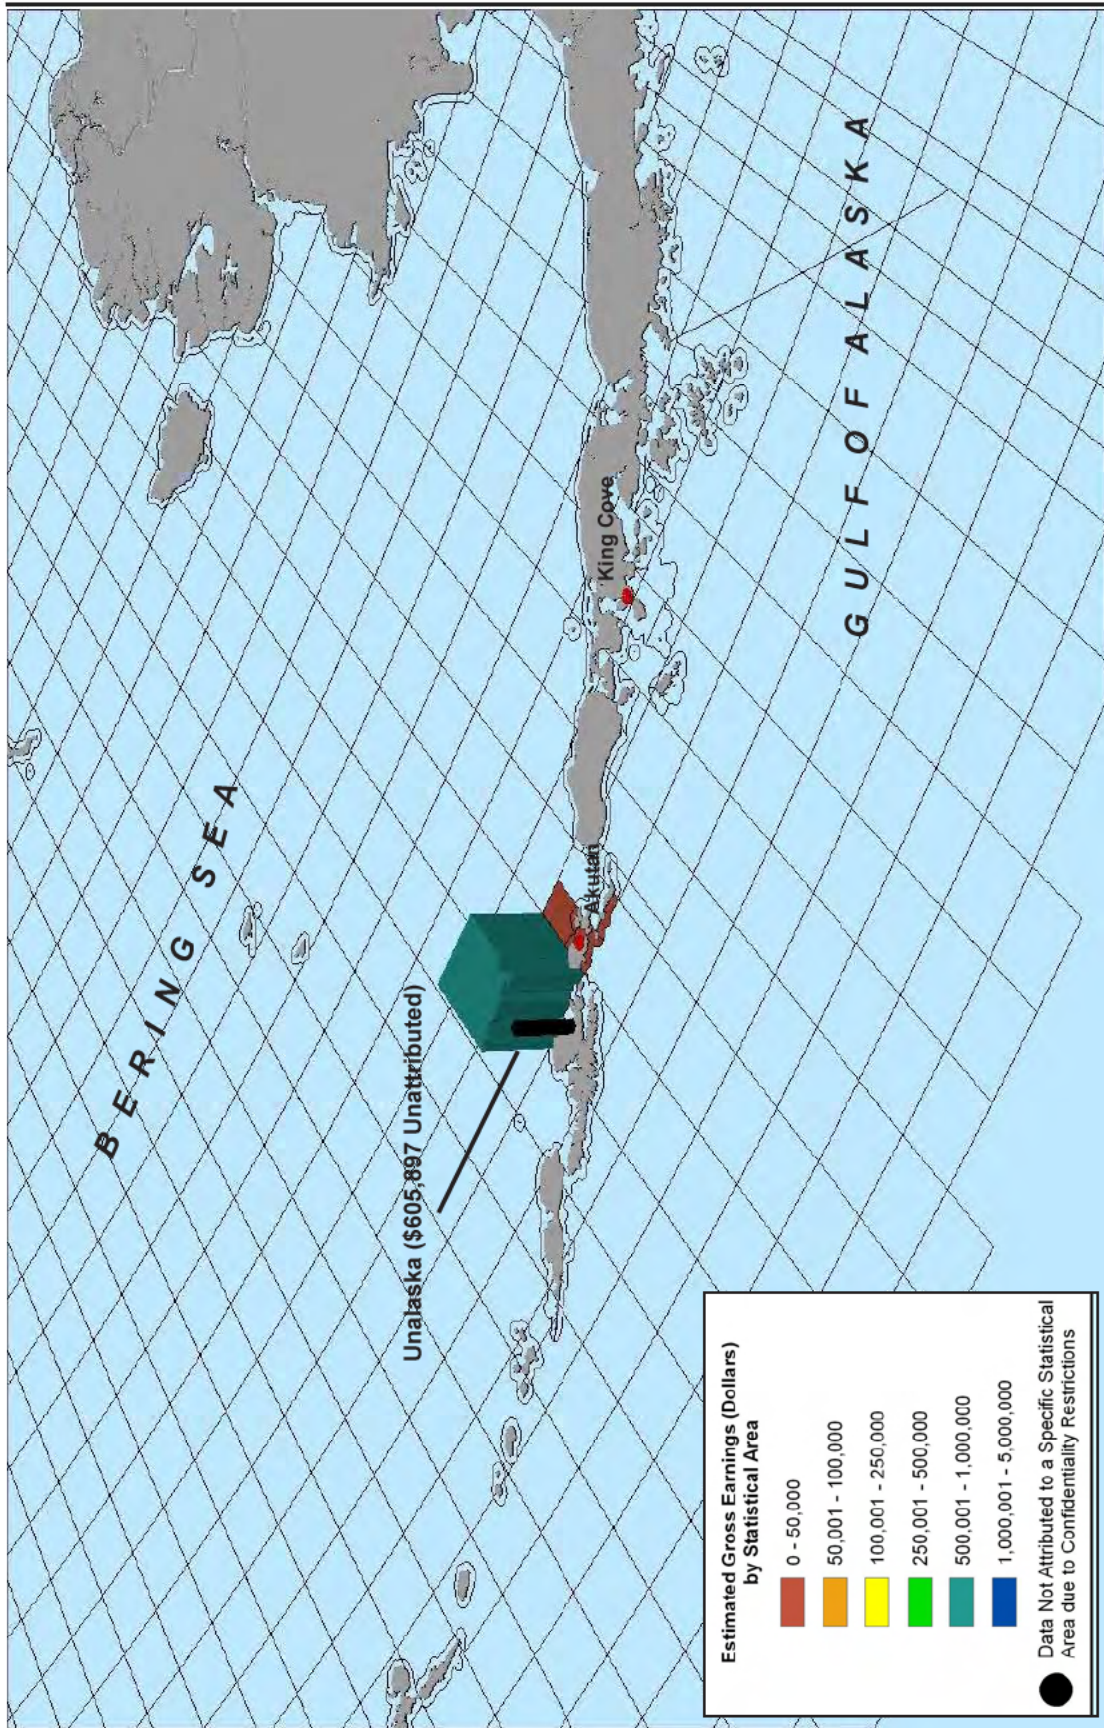 BERING SEA
Unalaska ($605,897 Unattributed)
Akutan
King Cove
GULF OF ALASKA
Estimated Gross Earnings (Dollars)
by Statistical Area
0 - 50,000
50,001 - 100,000
100,001 - 250,000
250,001 - 500,000
500,001 - 1,000,000
1,000,001 - 5,000,000
Data Not Attributed to a Specific Statistical
Area due to Confidentiality Restrictions